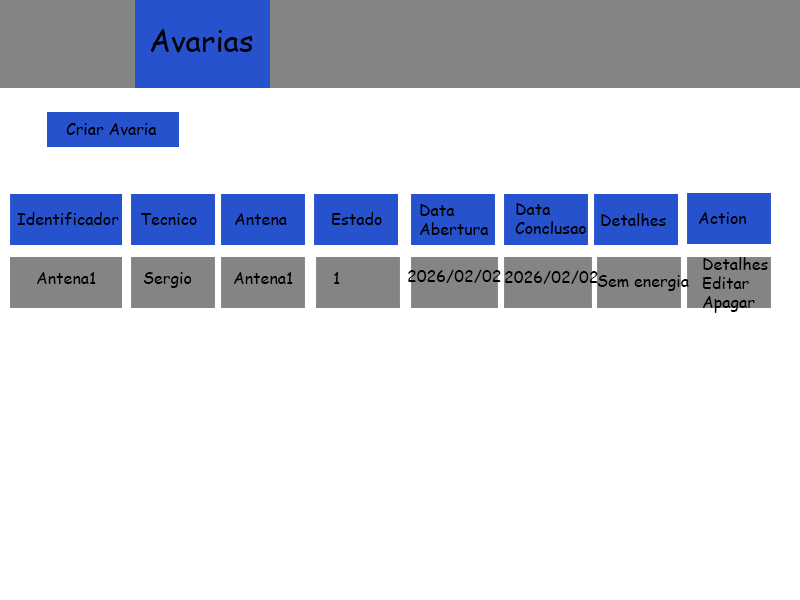 Avarias
Criar Avaria
Identificador
Tecnico
Antena
Estado
Data
Abertura
Data
Conclusao
Detalhes
Action
Antena1
Sergio
Antena1
1
2026/02/02
2026/02/02
Sem energia
Detalhes
Editar
Apagar